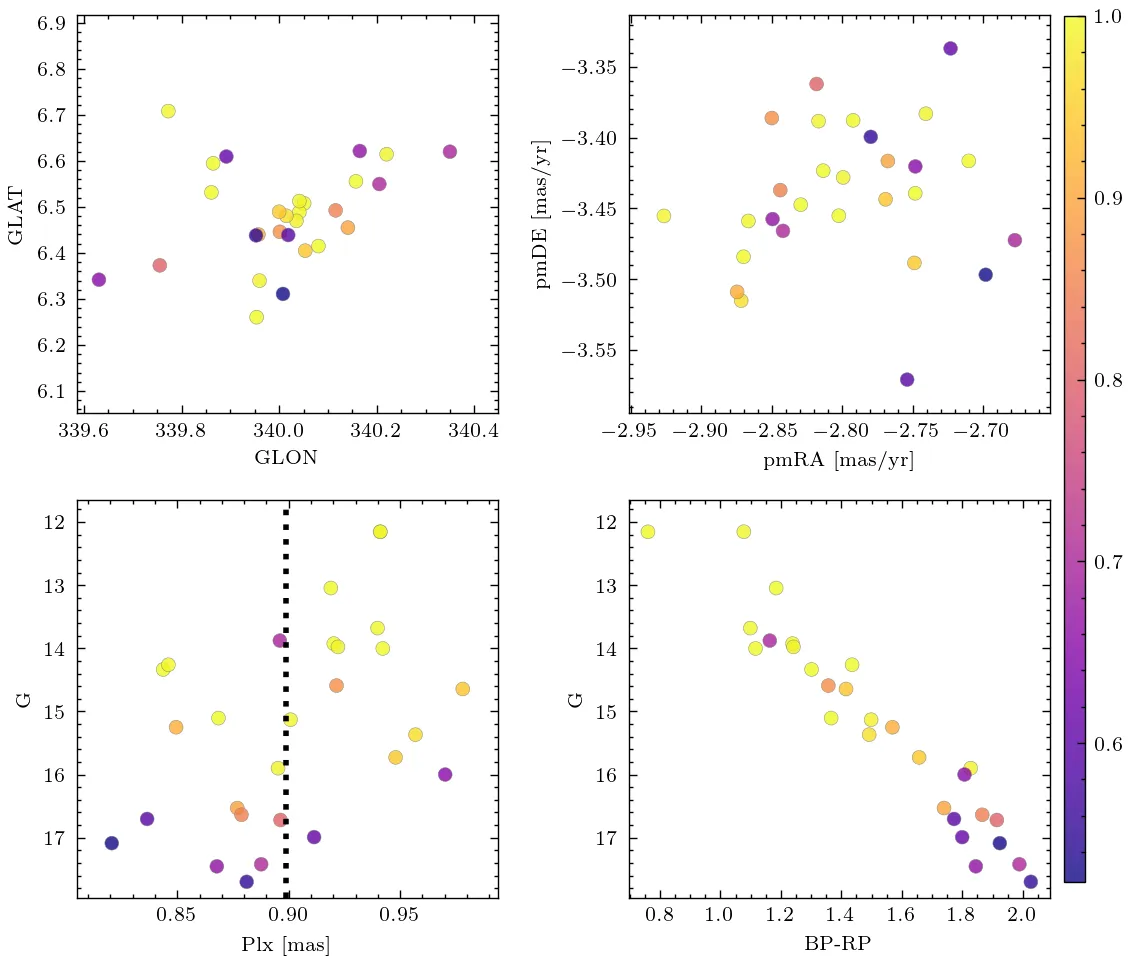 6.9
6.8
6.7
6.6
6.5
6.4
6.3
6.2
6.1
GLAT
339.6 339.8 340.0 340.2 340.4
GLON
−3.35
−3.40
−3.45
−3.50
−3.55
pmDE [mas/yr]
−2.95 −2.90 −2.85 −2.80 −2.75 −2.70
pmRA [mas/yr]
1.0
0.9
0.8
0.7
0.6
12
13
14
15
16
17
G
0.85 0.90 0.95
Plx [mas]
12
13
14
15
16
17
G
0.8 1.0 1.2 1.4 1.6 1.8 2.0
BP-RP